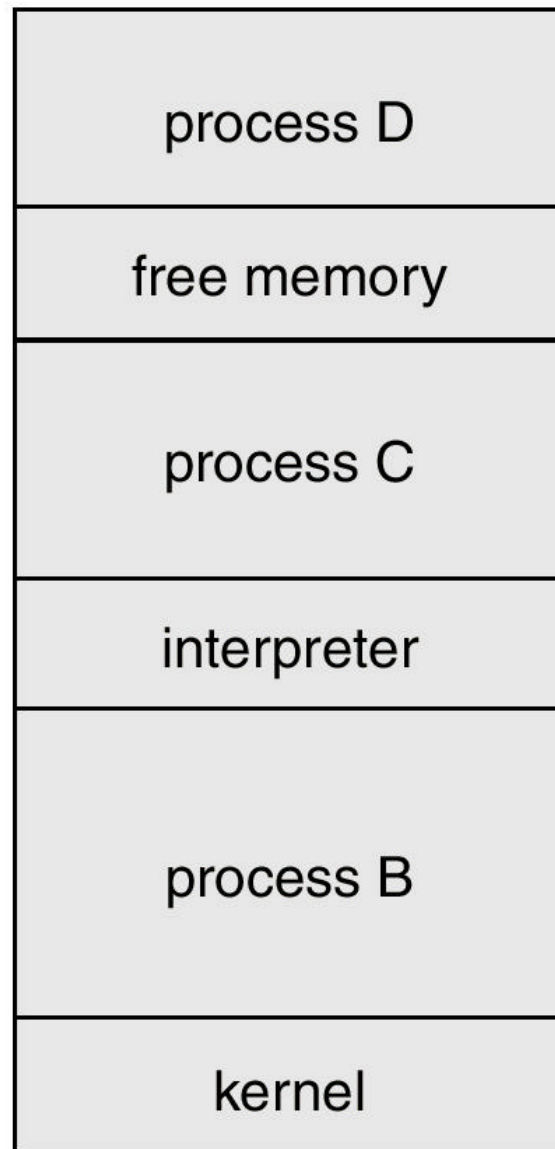 process D
free memory
process C
interpreter
process B
kernel